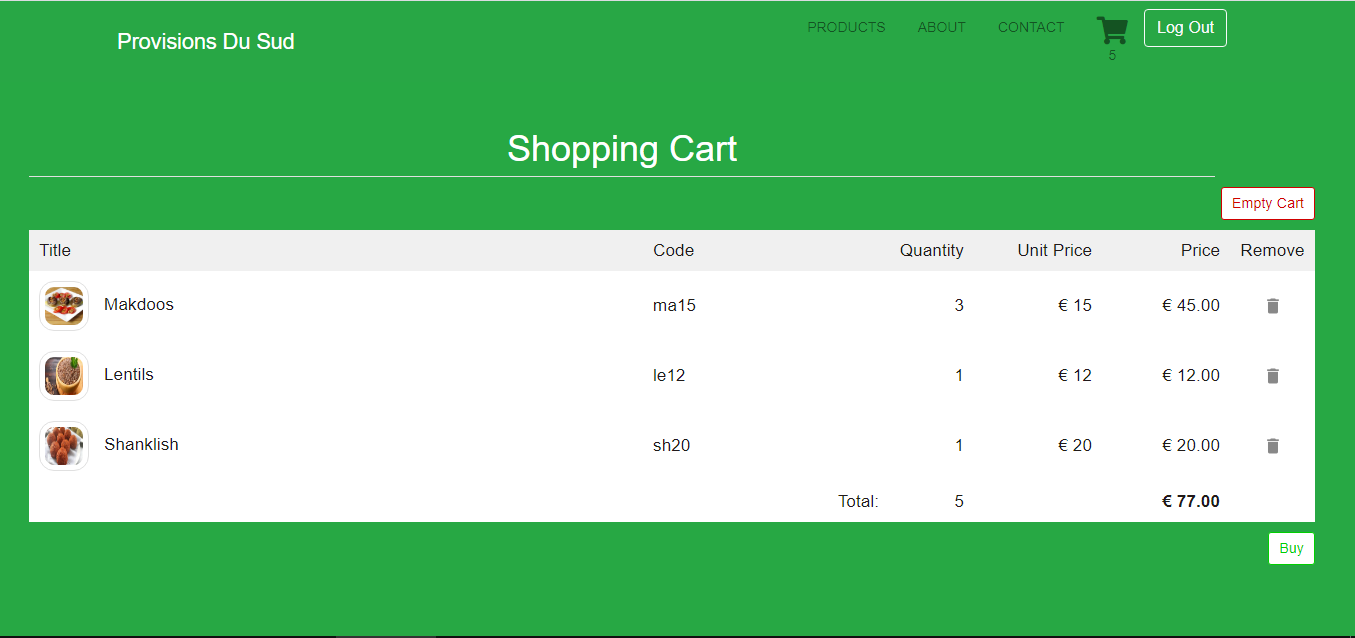 Provisions Du Sud PRODUCTS ABOUT CONTACT 5 Log Out
Shopping Cart
Empty Cart
Title Code Quantity Unit Price Price Remove
Makdoos ma15 3 € 15 € 45.00
Lentils le12 1 € 12 € 12.00
Shanklish sh20 1 € 20 € 20.00
Total: 5 € 77.00
Buy